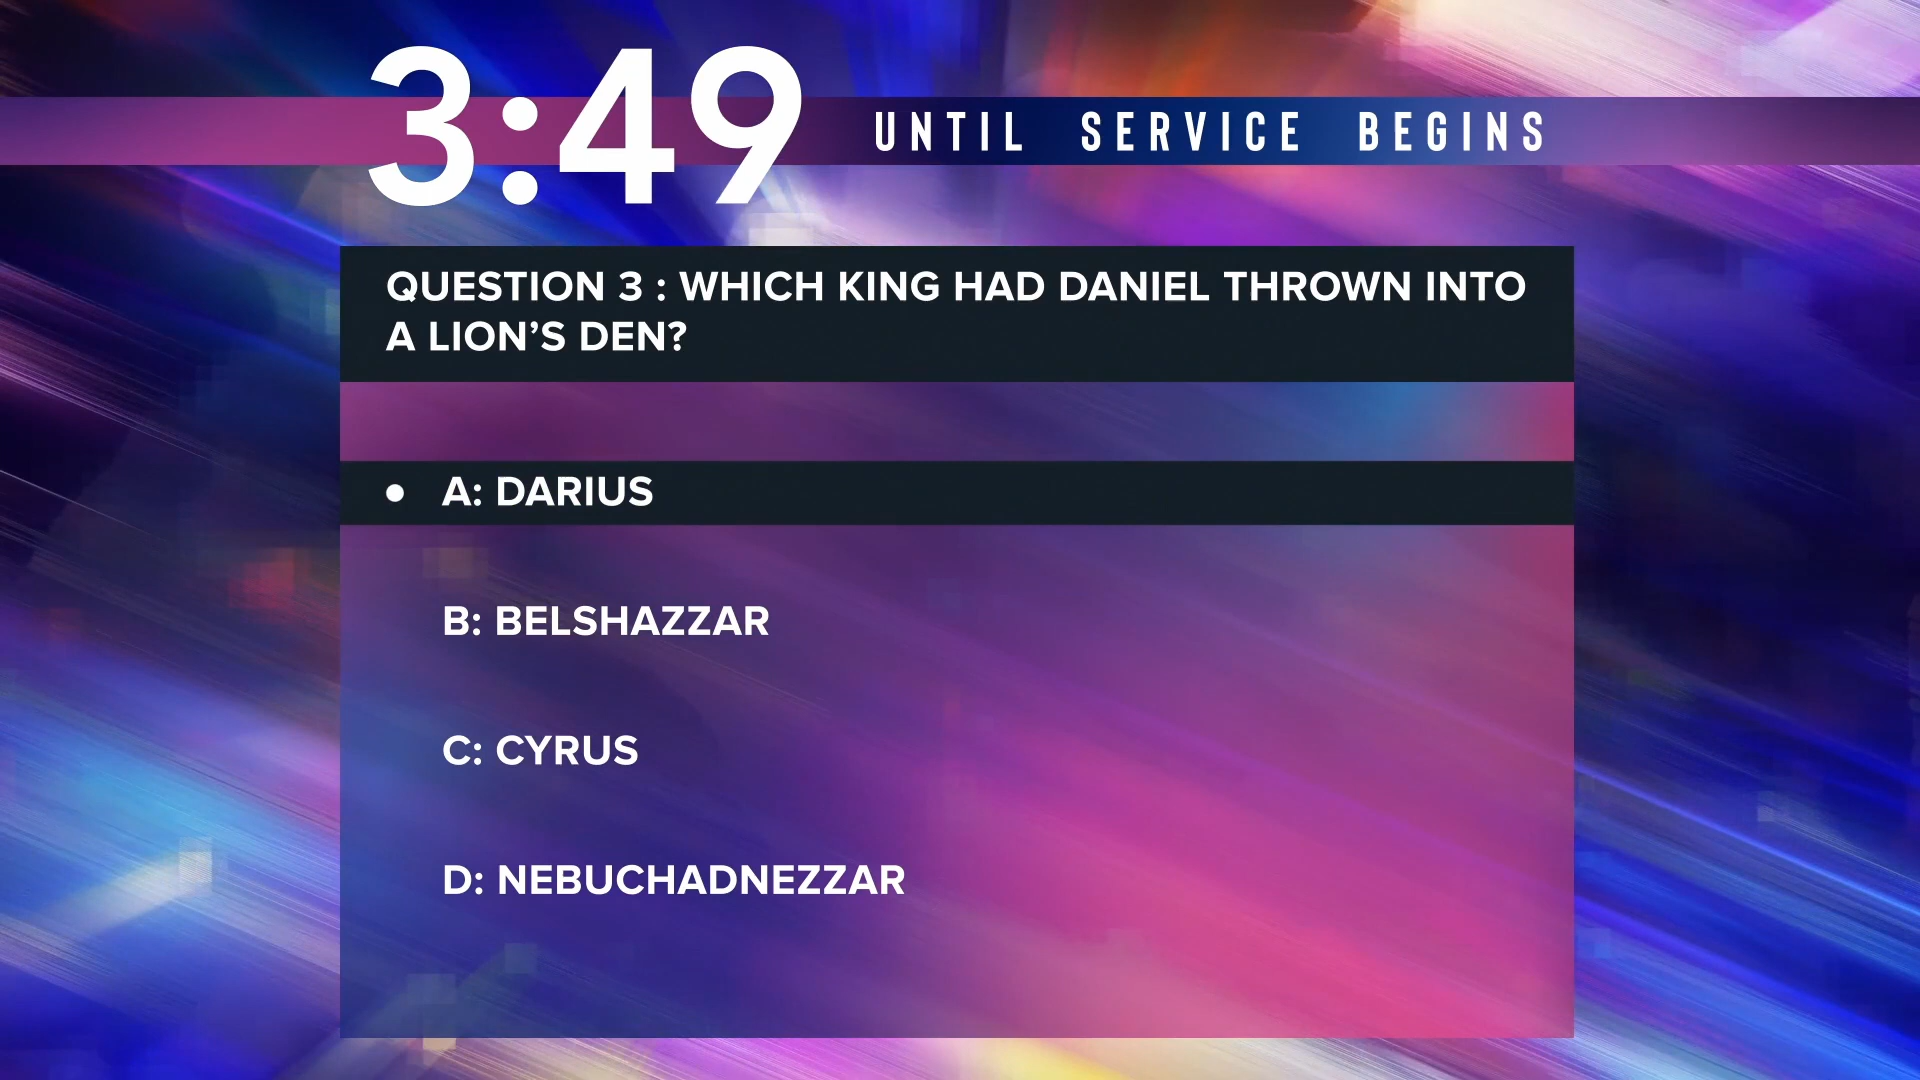 3:49 UNTIL SERVICE BEGINS
QUESTION 3 : WHICH KING HAD DANIEL THROWN INTO
A LION’S DEN?
• A: DARIUS
B: BELSHAZZAR
C: CYRUS
D: NEBUCHADNEZZAR